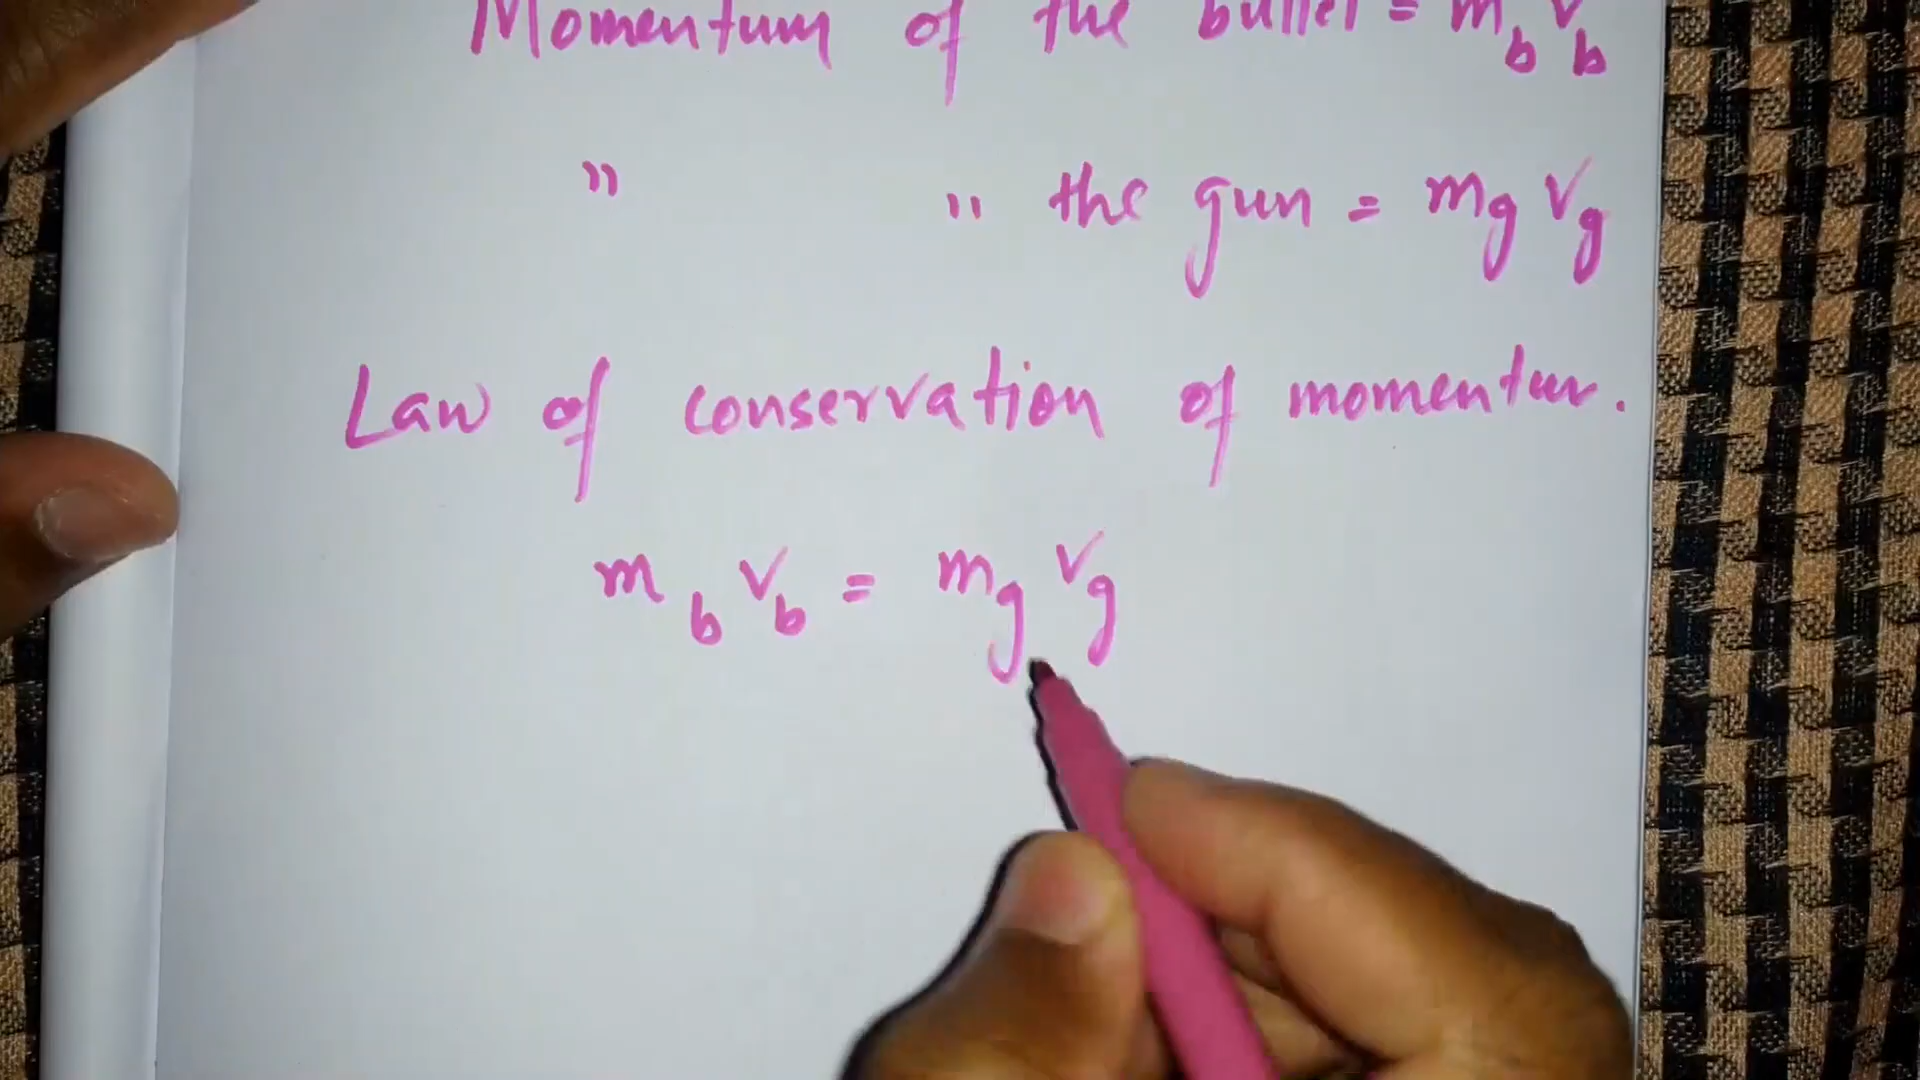 Momentum of the bullet = m_b v_b
" " the gun = m_g v_g
Law of conservation of momentum.
m_b v_b = m_g v_g